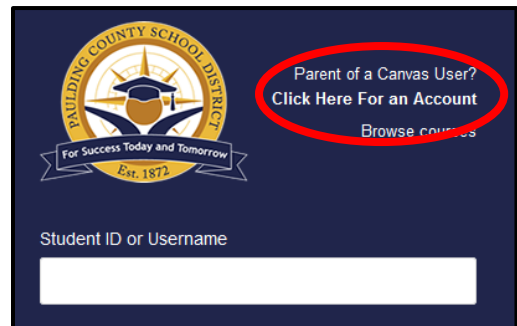 PAULDING COUNTY SCHOOL DISTRICT
For Success Today and Tomorrow
Est. 1872
Parent of a Canvas User?
Click Here For an Account
Browse courses
Student ID or Username